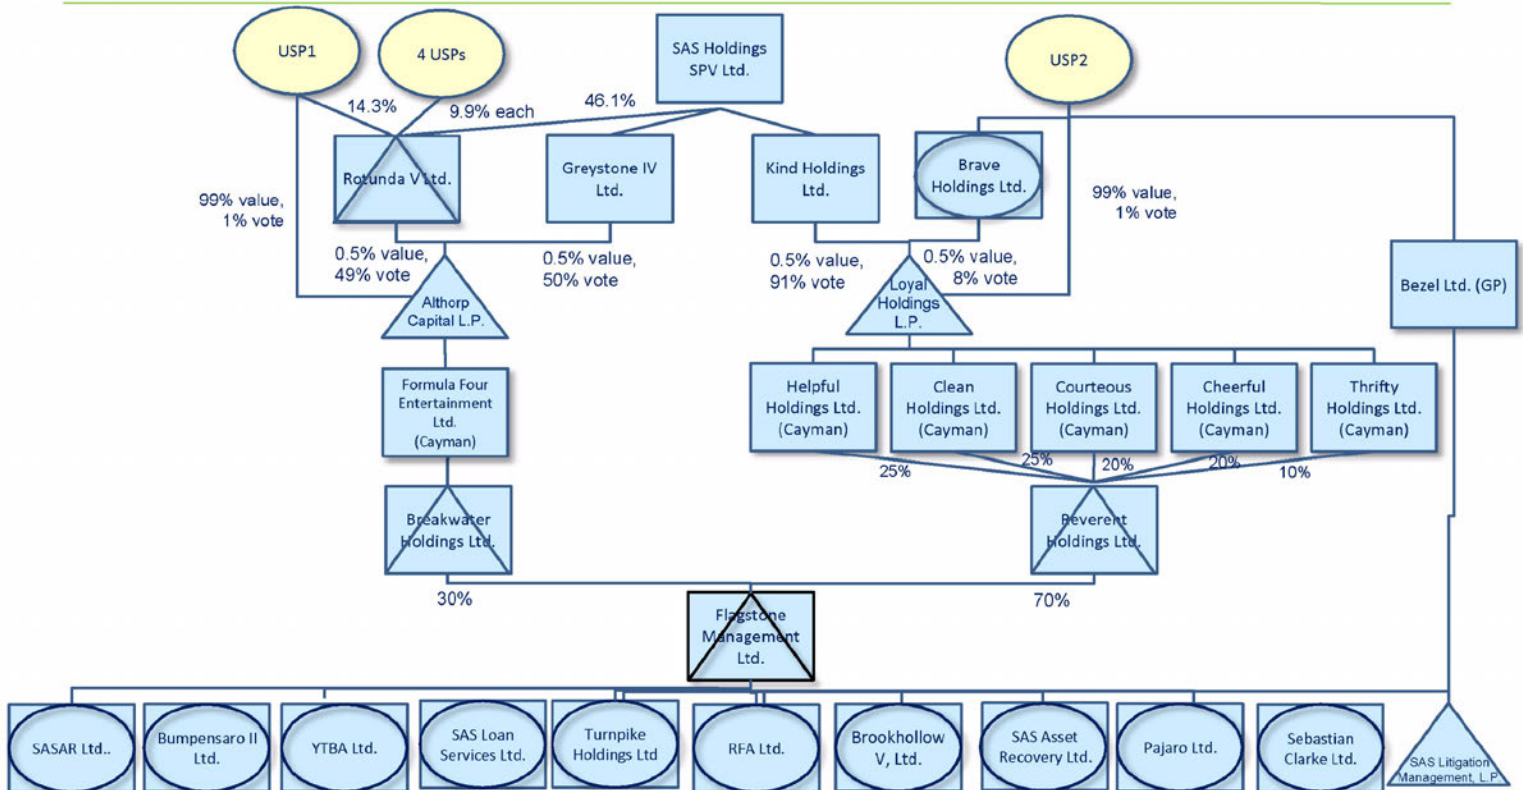 USP1
4 USPs
SAS Holdings
SPV Ltd.
USP2
14.3%
9.9% each
46.1%
Rotunda V Ltd.
Greystone IV
Ltd.
Kind Holdings
Ltd.
Brave
Holdings Ltd.
99% value,
1% vote
99% value,
1% vote
0.5% value,
49% vote
0.5% value,
50% vote
0.5% value,
91% vote
0.5% value,
8% vote
Bezel Ltd. (GP)
Althorp
Capital L.P.
Loyal
Holdings
L.P.
Formula Four
Entertainment
Ltd.
(Cayman)
Helpful
Holdings Ltd.
(Cayman)
Clean
Holdings Ltd.
(Cayman)
Courteous
Holdings Ltd.
(Cayman)
Cheerful
Holdings Ltd.
(Cayman)
Thrifty
Holdings Ltd.
(Cayman)
25%
25%
20%
20%
10%
Breakwater
Holdings Ltd.
Reverent
Holdings Ltd.
30%
70%
Flagstone
Management
Ltd.
SASAR Ltd..
Bumpensaro II
Ltd.
YTBA Ltd.
SAS Loan
Services Ltd.
Turnpike
Holdings Ltd
RFA Ltd.
Brookhollow
V, Ltd.
SAS Asset
Recovery Ltd.
Pajaro Ltd.
Sebastian
Clarke Ltd.
SAS Litigation
Management, L.P